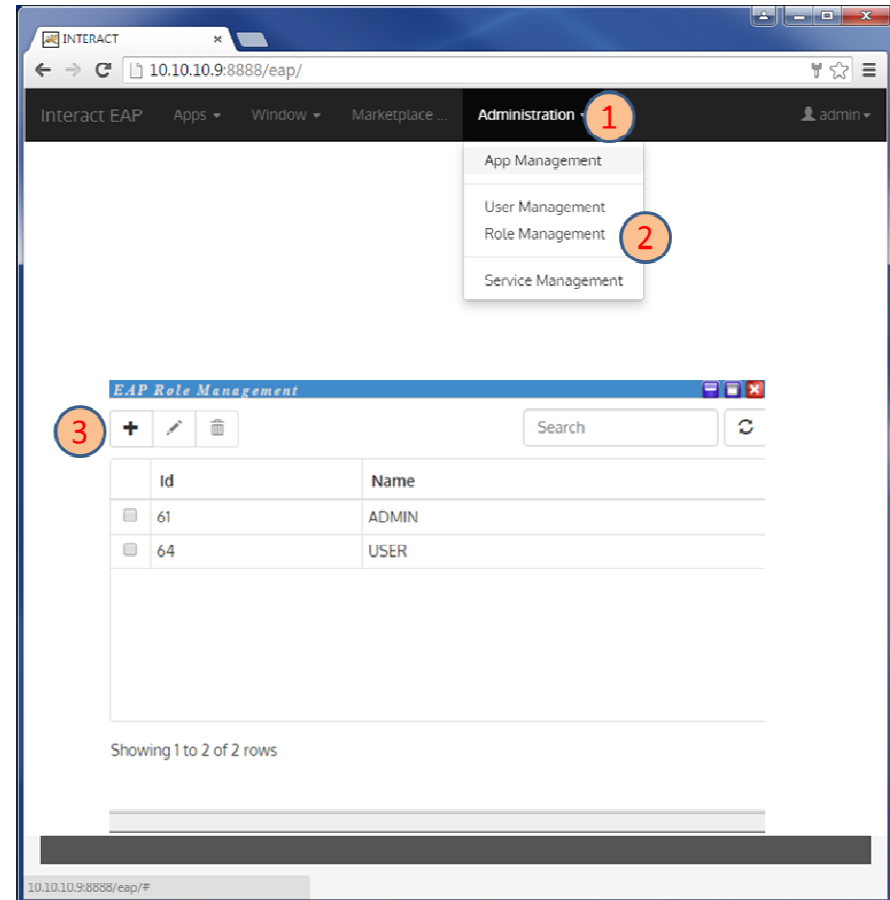 INTERACT
10.10.10.9:8888/eap/
Interact EAP Apps Window Marketplace ... Administration 1 admin
App Management
User Management
Role Management 2
Service Management
EAP Role Management
3 Search
Id Name
61 ADMIN
64 USER
Showing 1 to 2 of 2 rows
10.10.10.9:8888/eap/#